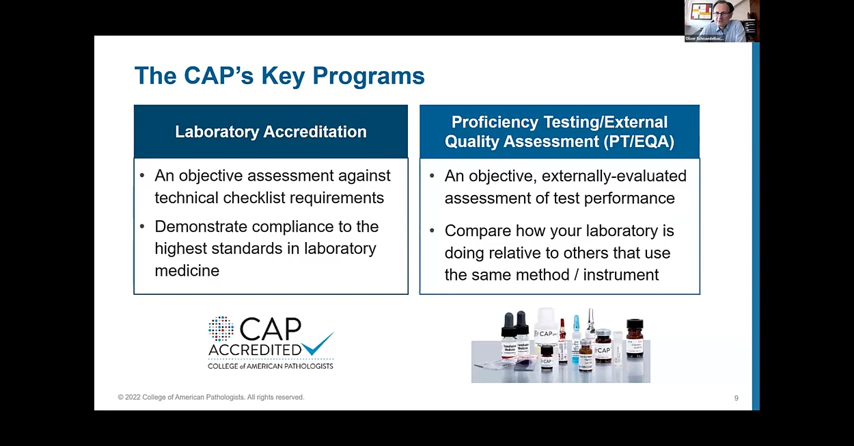 The CAP's Key Programs
Laboratory Accreditation
• An objective assessment against
technical checklist requirements
• Demonstrate compliance to the
highest standards in laboratory
medicine
Proficiency Testing/External
Quality Assessment (PT/EQA)
• An objective, externally-evaluated
assessment of test performance
• Compare how your laboratory is
doing relative to others that use
the same method / instrument
CAP
ACCREDITED
COLLEGE of AMERICAN PATHOLOGISTS
CAP
CAP
CAP
© 2022 College of American Pathologists. All rights reserved.
9